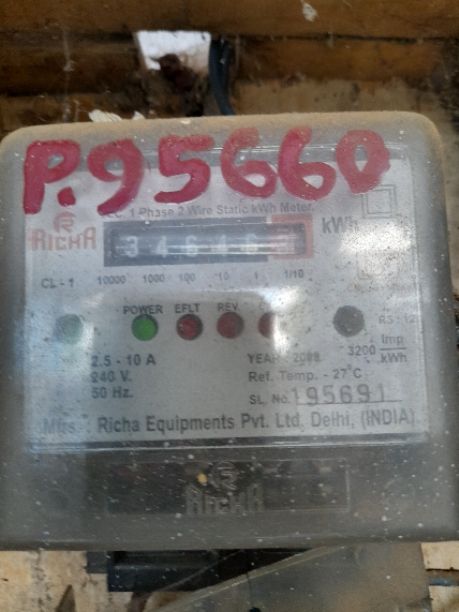 P.95660
1 Phase 2 Wire Static kWh Meter.
RICHA
34646
kWh
CL - 1 10000 1000 100 10 1 1/10
POWER EFLT REV
2.5 - 10 A
240 V.
50 Hz.
YEAR
Ref. Temp. - 27°C
SL. No. 195691
3200 Imp/kWh
Mfrs.: Richa Equipments Pvt. Ltd. Delhi, (INDIA)
RICHA